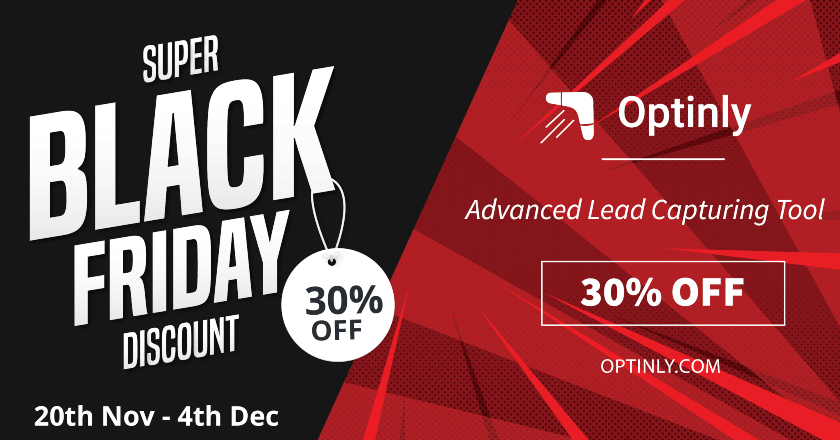 SUPER
BLACK
FRIDAY
DISCOUNT
30%
OFF
20th Nov - 4th Dec
Optinly
Advanced Lead Capturing Tool
30% OFF
OPTINLY.COM